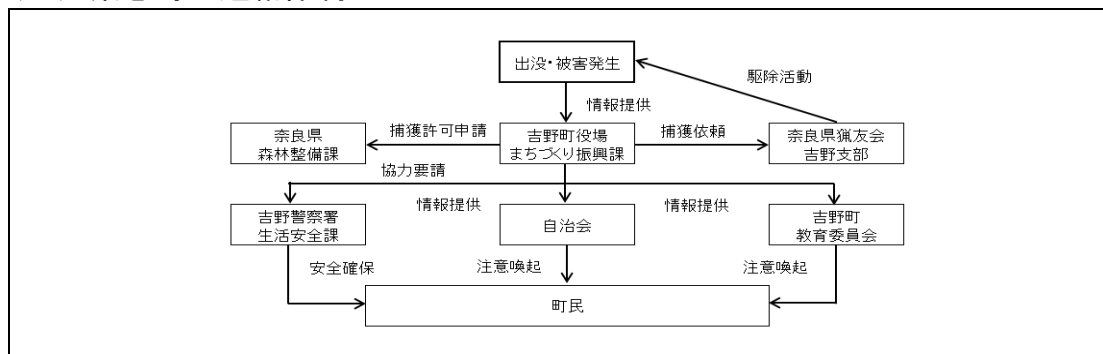 出没・被害発生
駆除活動
情報提供
捕獲許可申請
捕獲依頼
奈良県
森林整備課
吉野町役場
まちづくり振興課
奈良県猟友会
吉野支部
協力要請
情報提供
情報提供
吉野警察署
生活安全課
自治会
吉野町
教育委員会
安全確保
注意喚起
注意喚起
町民